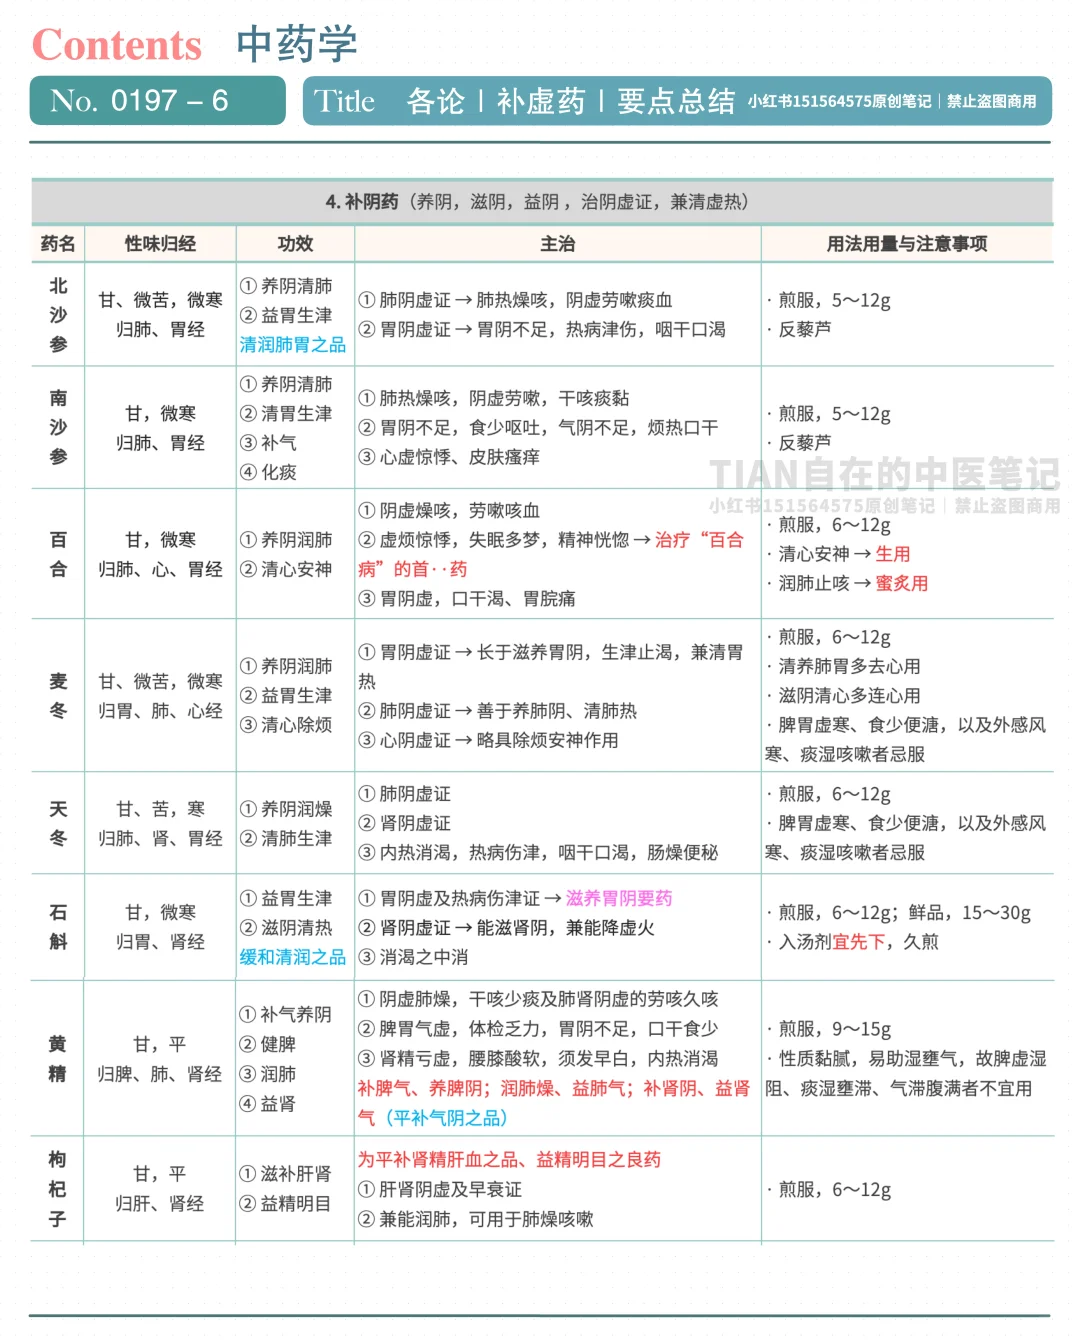 Contents 中药学
No. 0197 – 6
Title 各论丨补虚药丨要点总结 小红书151564575原创笔记｜禁止盗图商用
4. 补阴药（养阴，滋阴，益阴，治阴虚证，兼清虚热）
药名 性味归经 功效 主治 用法用量与注意事项
北沙参
甘、微苦，微寒
归肺、胃经
① 养阴清肺
② 益胃生津
清润肺胃之品
① 肺阴虚证 → 肺热燥咳，阴虚劳嗽痰血
② 胃阴虚证 → 胃阴不足，热病津伤，咽干口渴
· 煎服，5～12g
· 反藜芦
南沙参
甘，微寒
归肺、胃经
① 养阴清肺
② 清胃生津
③ 补气
④ 化痰
① 肺热燥咳，阴虚劳嗽，干咳痰黏
② 胃阴不足，食少呕吐，气阴不足，烦热口干
③ 心虚惊悸、皮肤瘙痒
· 煎服，5～12g
· 反藜芦
TIAN自在的中医笔记
小红书151564575原创笔记｜禁止盗图商用
百合
甘，微寒
归肺、心、胃经
① 养阴润肺
② 清心安神
① 阴虚燥咳，劳嗽咳血
② 虚烦惊悸，失眠多梦，精神恍惚 → 治疗“百合
病”的首‥药
③ 胃阴虚，口干渴、胃脘痛
· 煎服，6～12g
· 清心安神 → 生用
· 润肺止咳 → 蜜炙用
麦冬
甘、微苦，微寒
归胃、肺、心经
① 养阴润肺
② 益胃生津
③ 清心除烦
① 胃阴虚证 → 长于滋养胃阴，生津止渴，兼清胃
热
② 肺阴虚证 → 善于养肺阴、清肺热
③ 心阴虚证 → 略具除烦安神作用
· 煎服，6～12g
· 清养肺胃多去心用
· 滋阴清心多连心用
· 脾胃虚寒、食少便溏，以及外感风
寒、痰湿咳嗽者忌服
天冬
甘、苦，寒
归肺、肾、胃经
① 养阴润燥
② 清肺生津
① 肺阴虚证
② 肾阴虚证
③ 内热消渴，热病伤津，咽干口渴，肠燥便秘
· 煎服，6～12g
· 脾胃虚寒、食少便溏，以及外感风
寒、痰湿咳嗽者忌服
石斛
甘，微寒
归胃、肾经
① 益胃生津
② 滋阴清热
缓和清润之品
① 胃阴虚及热病伤津证 → 滋养胃阴要药
② 肾阴虚证 → 能滋肾阴，兼能降虚火
③ 消渴之中消
· 煎服，6～12g；鲜品，15～30g
· 入汤剂宜先下，久煎
黄精
甘，平
归脾、肺、肾经
① 补气养阴
② 健脾
③ 润肺
④ 益肾
① 阴虚肺燥，干咳少痰及肺肾阴虚的劳咳久咳
② 脾胃气虚，体检乏力，胃阴不足，口干食少
③ 肾精亏虚，腰膝酸软，须发早白，内热消渴
补脾气、养脾阴；润肺燥、益肺气；补肾阴、益肾
气（平补气阴之品）
· 煎服，9～15g
· 性质黏腻，易助湿壅气，故脾虚湿
阻、痰湿壅滞、气滞腹满者不宜用
枸杞子
甘，平
归肝、肾经
① 滋补肝肾
② 益精明目
为平补肾精肝血之品、益精明目之良药
① 肝肾阴虚及早衰证
② 兼能润肺，可用于肺燥咳嗽
· 煎服，6～12g